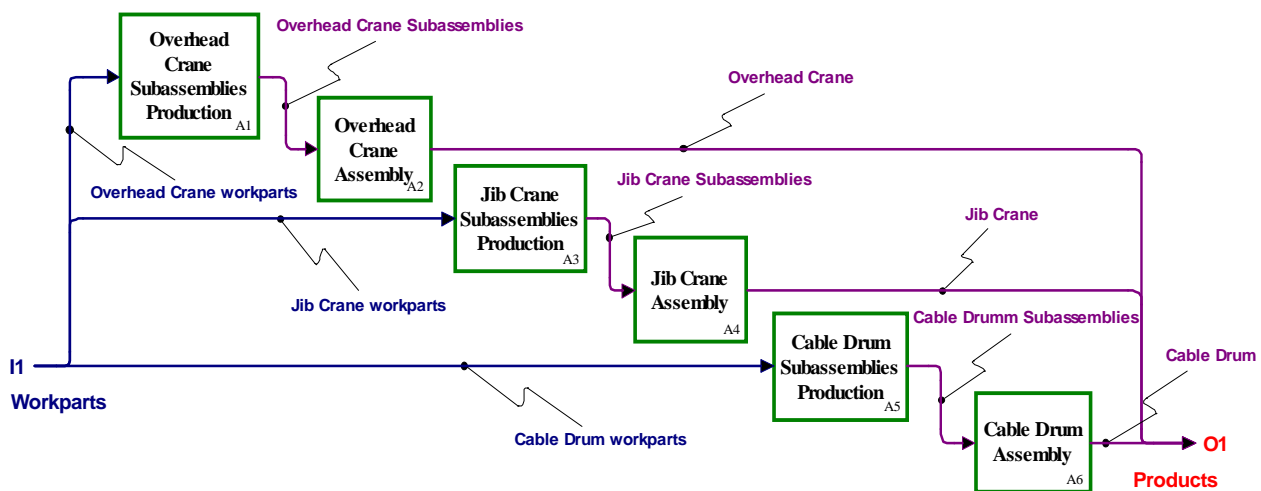 Overhead Crane Subassemblies
Overhead
Crane
Subassemblies
Production
A1
Overhead Crane
Overhead
Crane
Assembly
A2
Overhead Crane workparts
Jib Crane Subassemblies
Jib Crane
Subassemblies
Production
A3
Jib Crane
Jib Crane workparts
Jib Crane
Assembly
A4
Cable Drumm Subassemblies
Cable Drum
Subassemblies
Production
A5
Cable Drum
I1
Workparts
Cable Drum workparts
Cable Drum
Assembly
A6
O1
Products